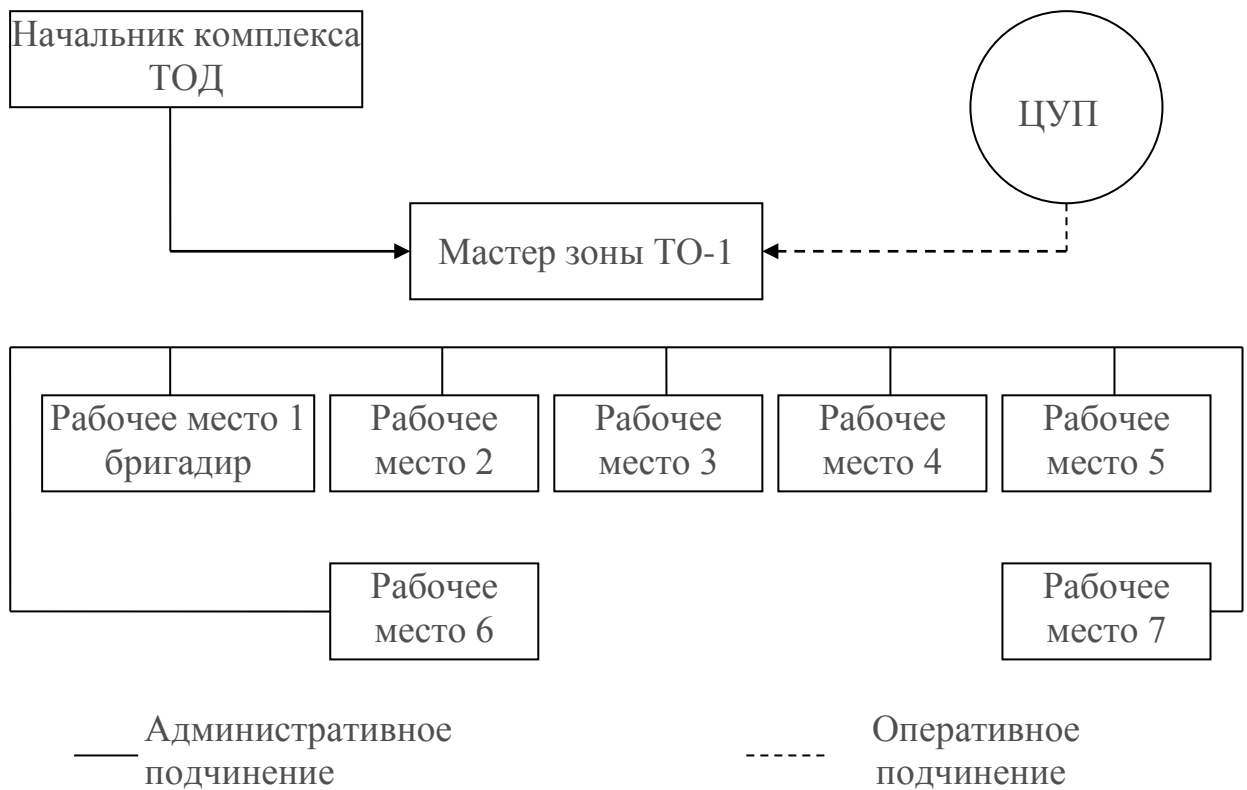 Начальник комплекса
ТОД
ЦУП
Мастер зоны ТО-1
Рабочее место 1
бригадир
Рабочее
место 2
Рабочее
место 3
Рабочее
место 4
Рабочее
место 5
Рабочее
место 6
Рабочее
место 7
Административное
подчинение
Оперативное
подчинение